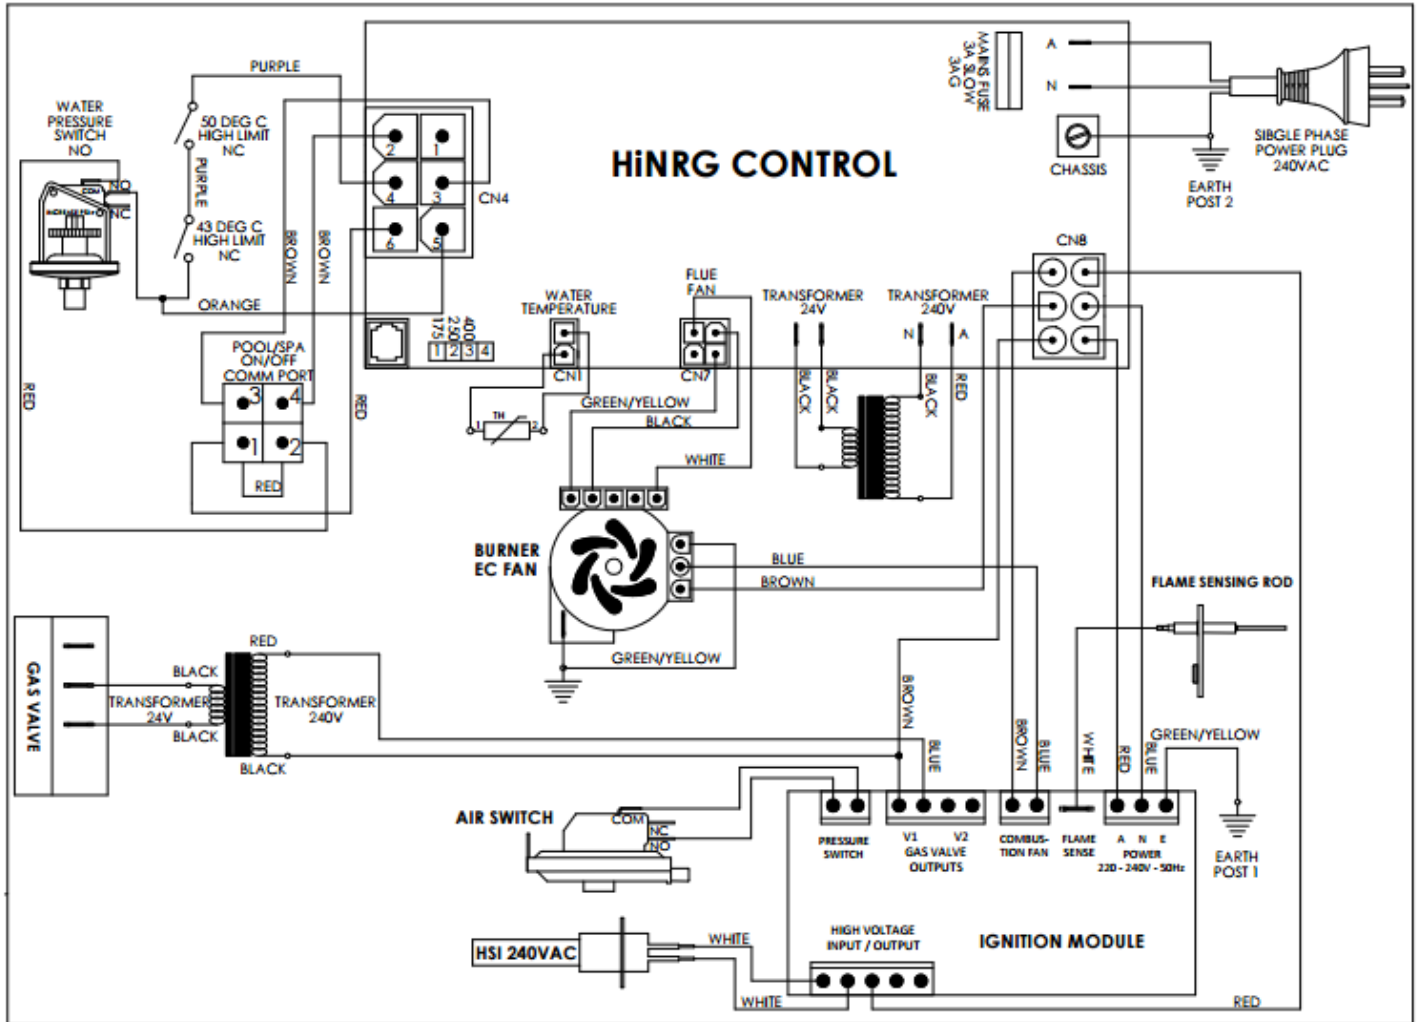 PURPLE
WATER
PRESSURE
SWITCH
NO
50 DEG C
HIGH LIMIT
NC
PURPLE
43 DEG C
HIGH LIMIT
NC
COM
NO
NC
BROWN
BROWN
ORANGE
RED
RED
2
1
4
3
6
5
CN4
HiNRG CONTROL
MAINS FUSE
3A SLOW
3AG
A
N
CHASSIS
SIBGLE PHASE
POWER PLUG
240VAC
EARTH
POST 2
CN8
175
250
400
1 2 3 4
WATER
TEMPERATURE
CN1
FLUE
FAN
CN7
TRANSFORMER
24V
TRANSFORMER
240V
N
A
BLACK
BLACK
BLACK
RED
POOL/SPA
ON/OFF
COMM PORT
3
4
1
2
RED
1
TH
2
GREEN/YELLOW
BLACK
WHITE
BURNER
EC FAN
BLUE
BROWN
GREEN/YELLOW
FLAME SENSING ROD
GAS VALVE
BLACK
TRANSFORMER
24V
BLACK
RED
TRANSFORMER
240V
BLACK
BROWN
BLUE
BROWN
BLUE
WHITE
RED
BLUE
GREEN/YELLOW
EARTH
POST 1
AIR SWITCH
COM
NC
NO
PRESSURE
SWITCH
V1
V2
GAS VALVE
OUTPUTS
COMBUS-
TION FAN
FLAME
SENSE
A N E
POWER
220 - 240V - 50Hz
HIGH VOLTAGE
INPUT / OUTPUT
IGNITION MODULE
HSI 240VAC
WHITE
WHITE
RED